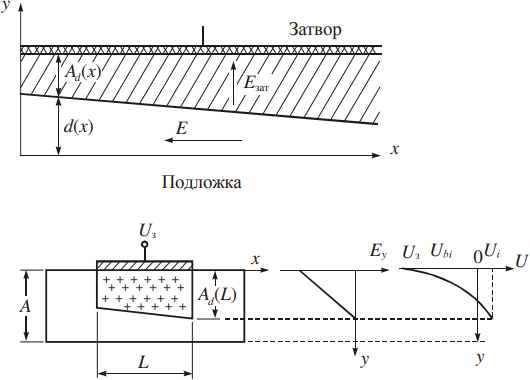 y
Затвор
A_d(x)
E_зат
d(x)
E
x
Подложка
U_з
x
E_y
U_з U_bi 0 U_i
U
A
A_d(L)
L
y
y